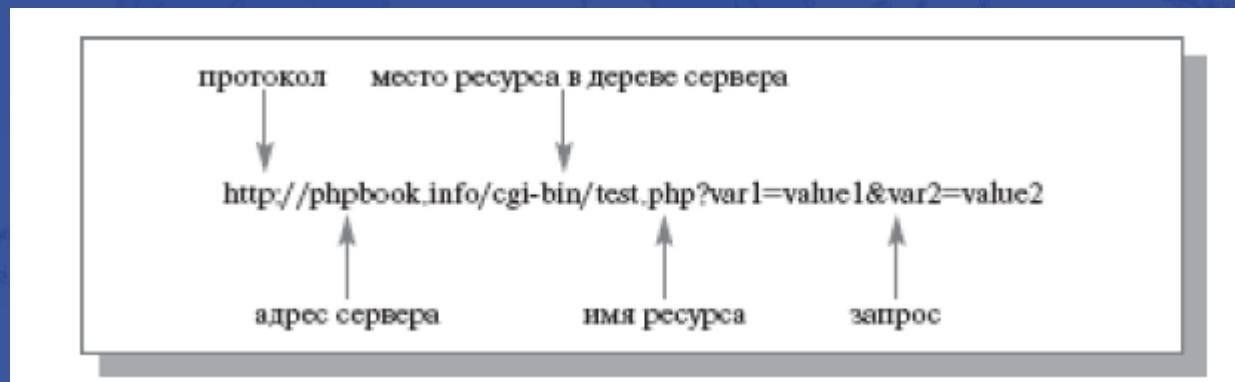 протокол место ресурса в дереве сервера
http://phpbook.info/cgi-bin/test.php?var1=value1&var2=value2
адрес сервера имя ресурса запрос